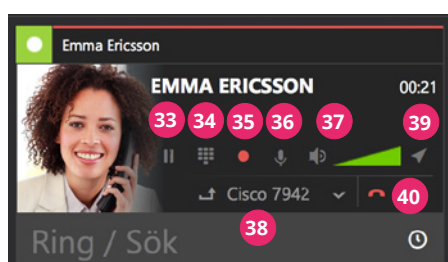 Emma Ericsson
EMMA ERICSSON 00:21
33 34 35 36 37 39
Cisco 7942 40
38
Ring / Sök